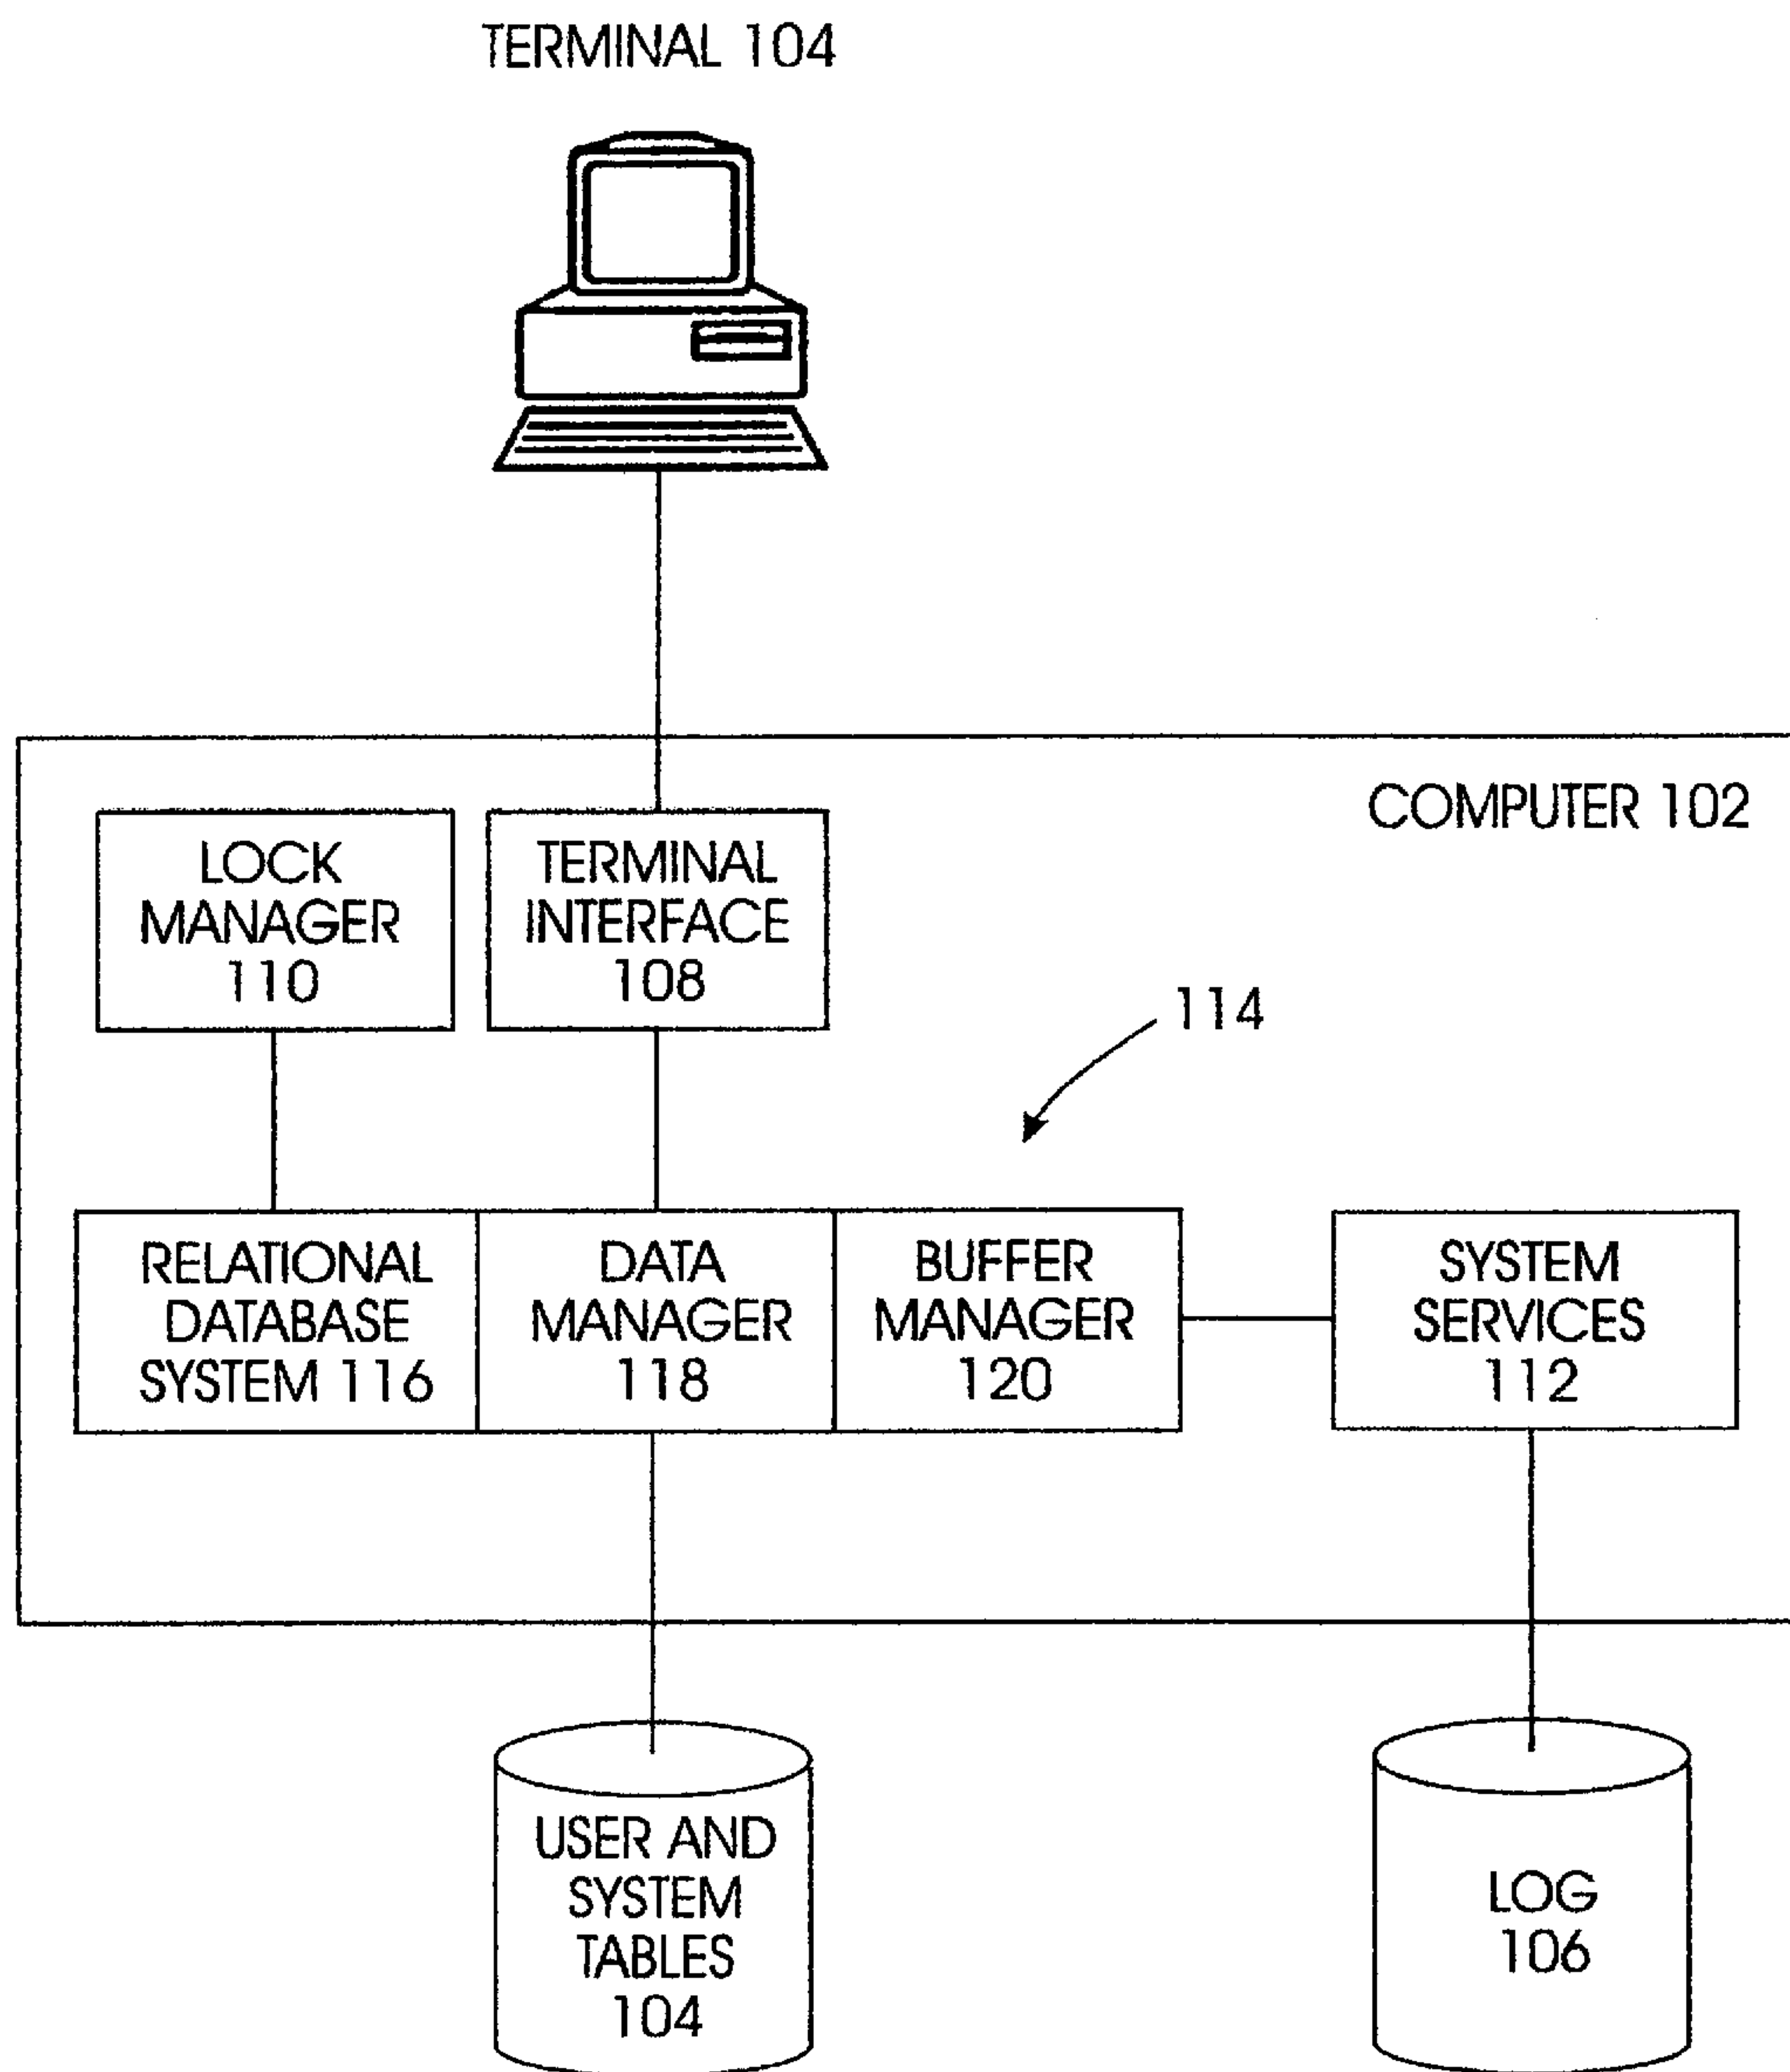 TERMINAL 104
COMPUTER 102
LOCK
MANAGER
110
TERMINAL
INTERFACE
108
114
RELATIONAL
DATABASE
SYSTEM 116
DATA
MANAGER
118
BUFFER
MANAGER
120
SYSTEM
SERVICES
112
USER AND
SYSTEM
TABLES
104
LOG
106